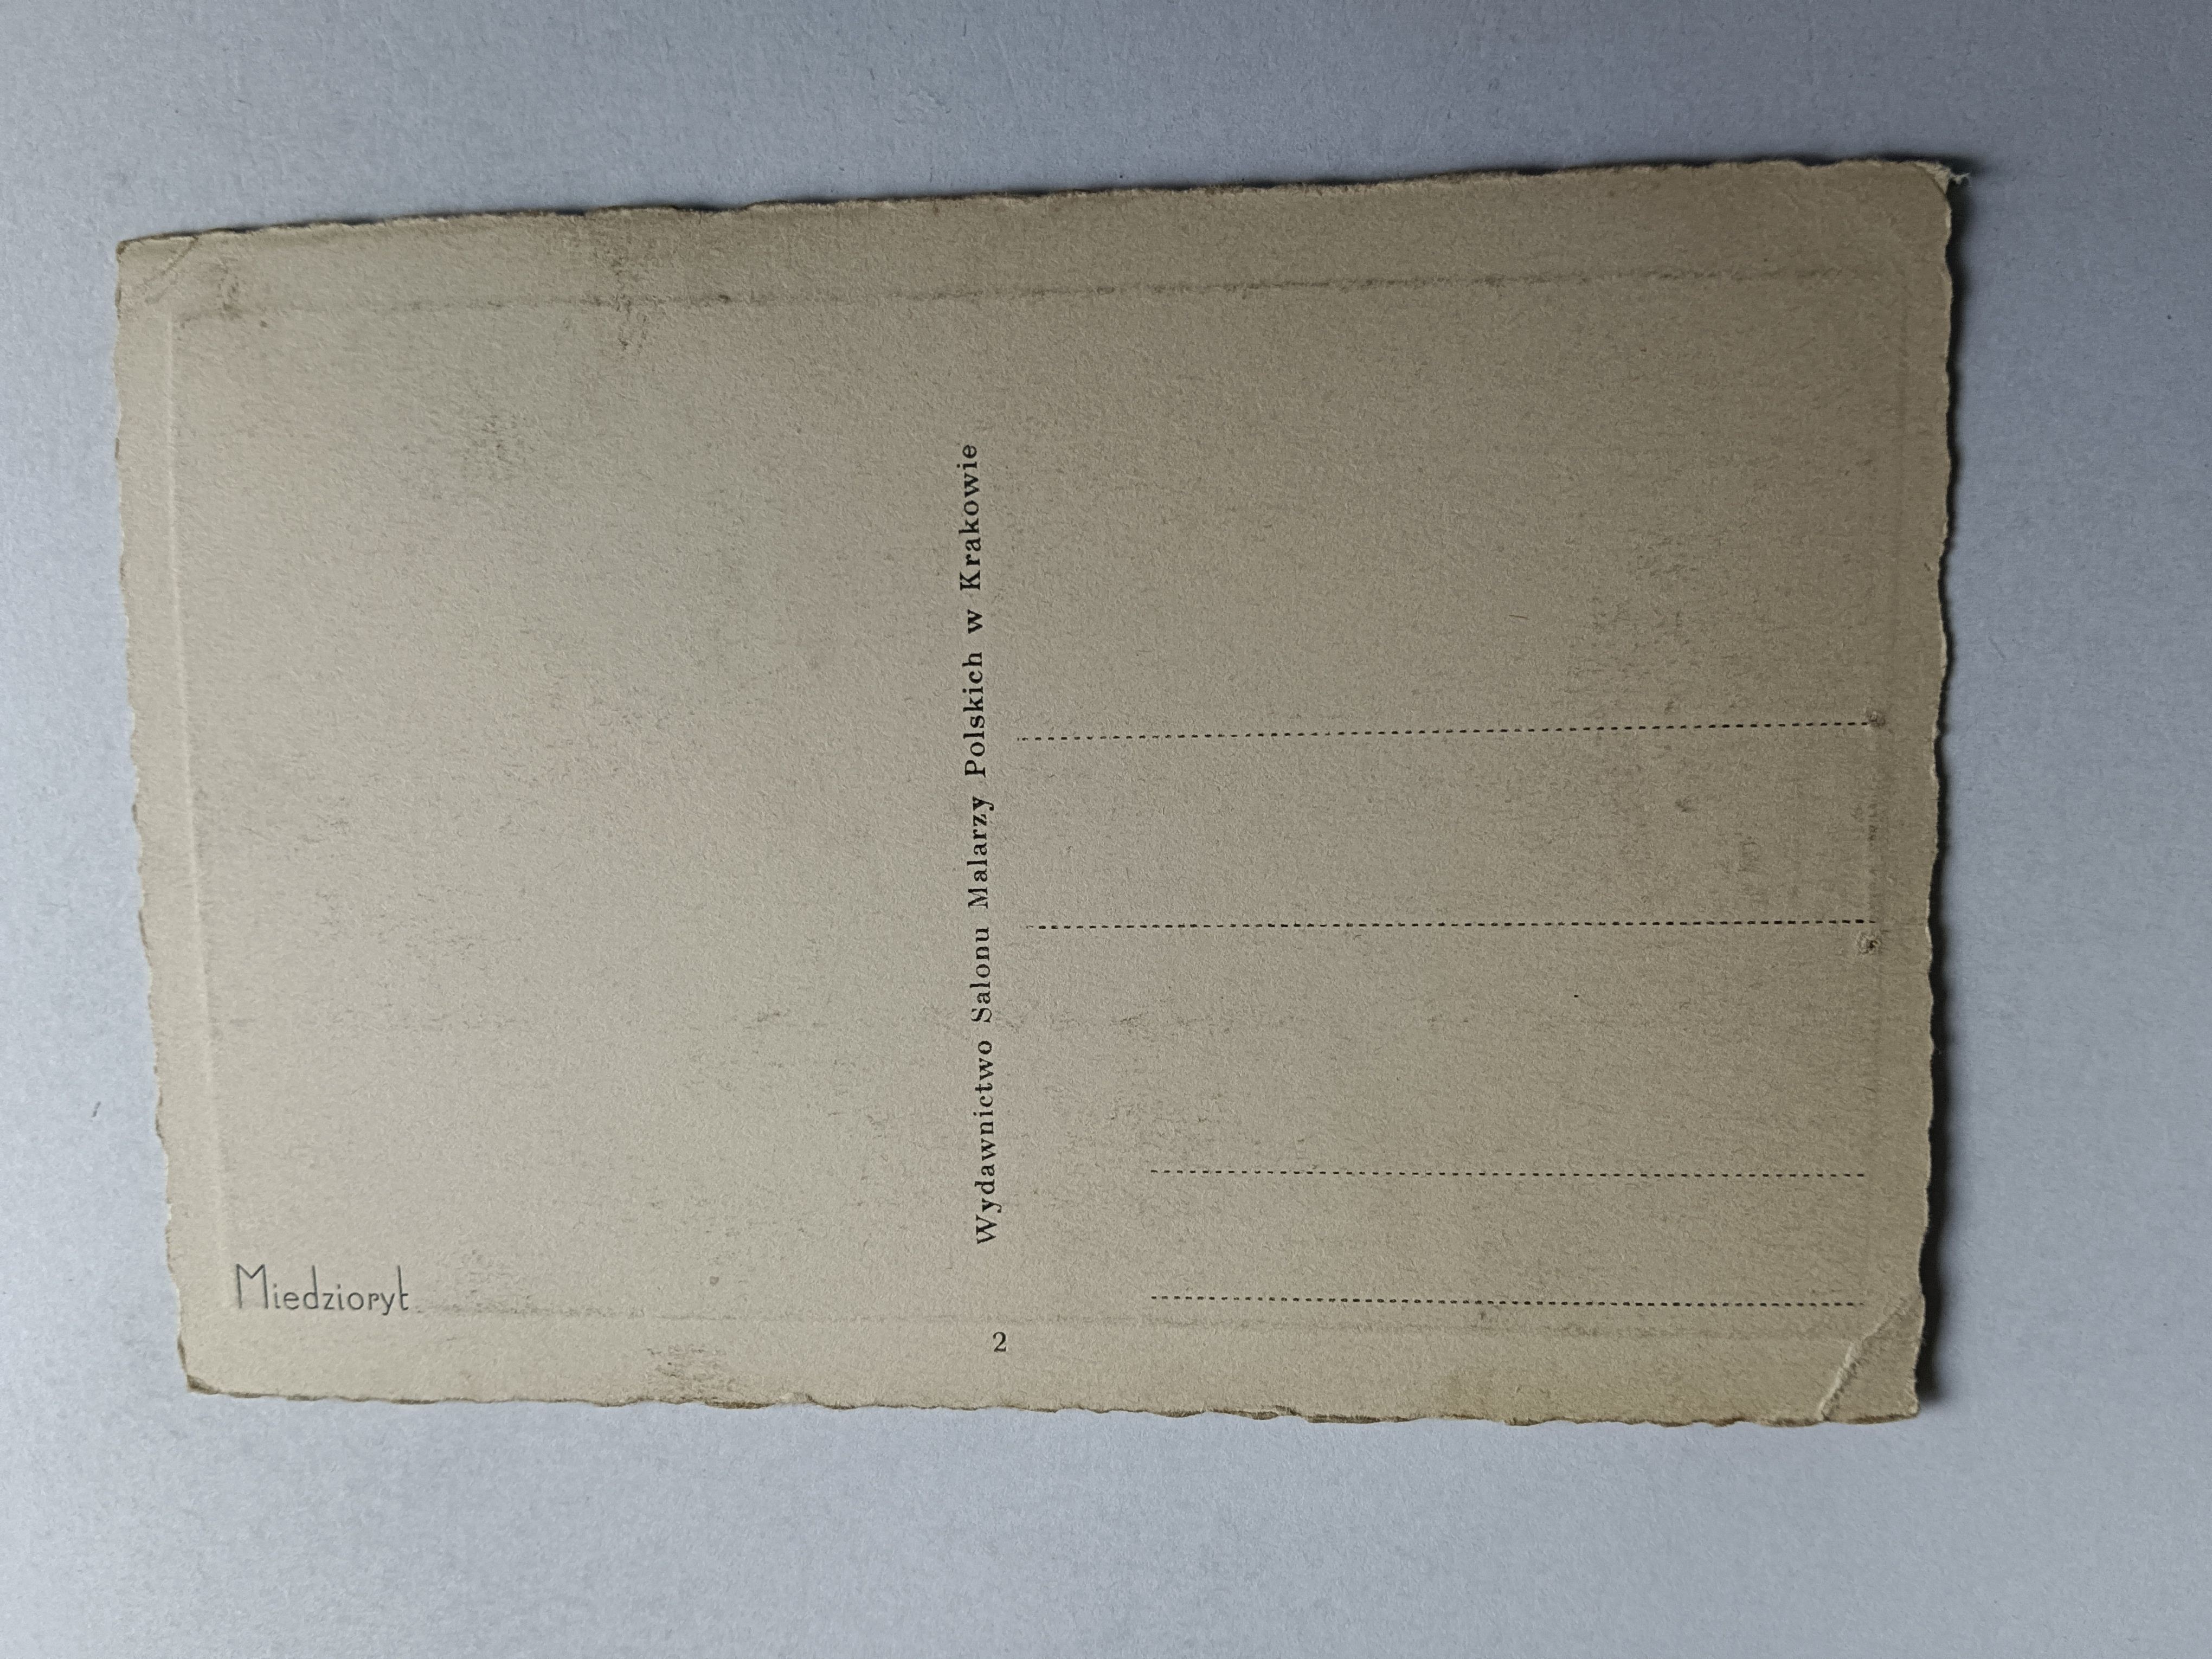 Wydawnictwo Salonu Malarzy Polskich w Krakowie
Miedzioryt
2